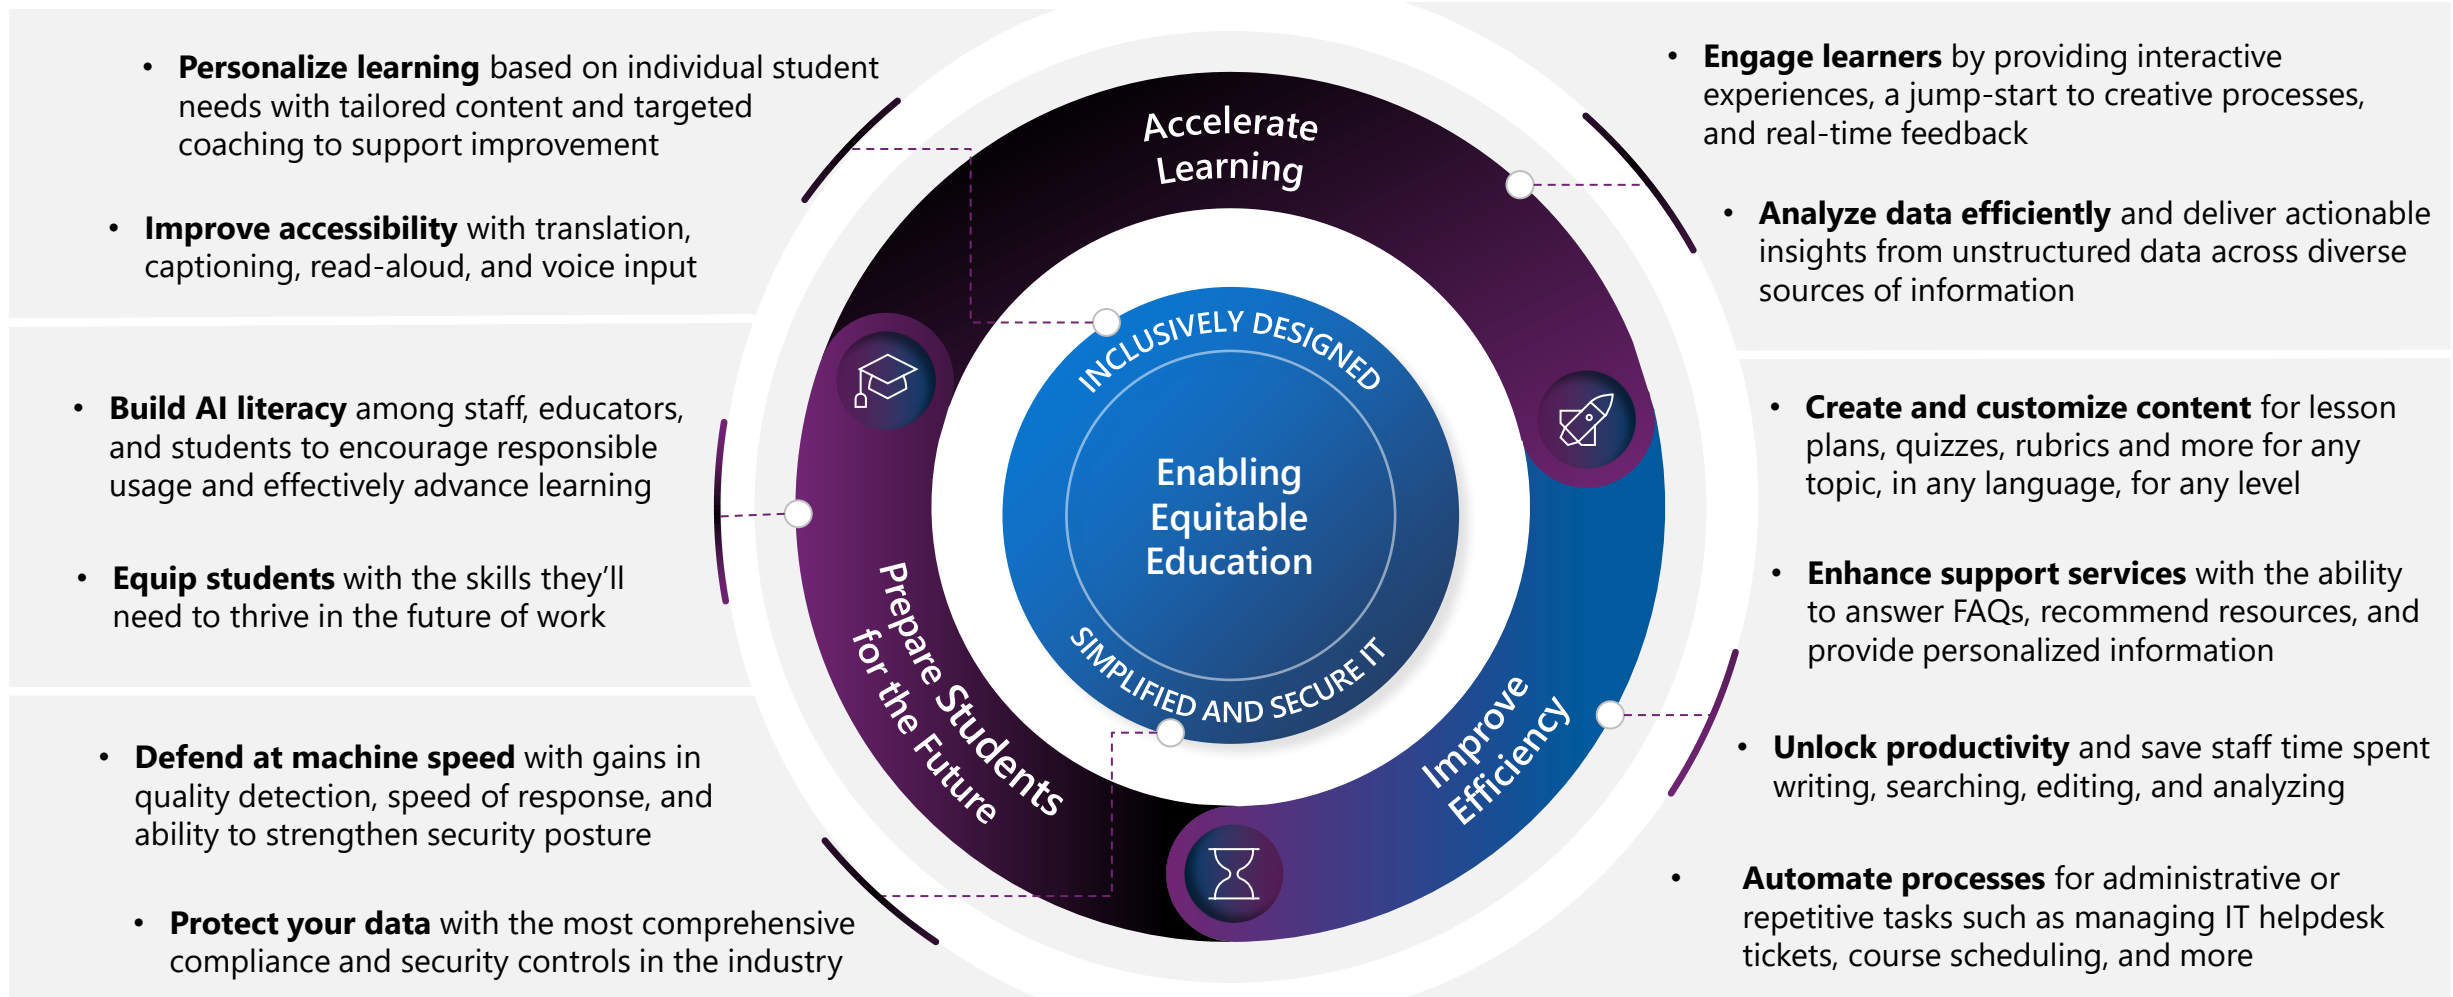 • Personalize learning based on individual student
needs with tailored content and targeted
coaching to support improvement
• Improve accessibility with translation,
captioning, read-aloud, and voice input
• Build AI literacy among staff, educators,
and students to encourage responsible
usage and effectively advance learning
• Equip students with the skills they’ll
need to thrive in the future of work
• Defend at machine speed with gains in
quality detection, speed of response, and
ability to strengthen security posture
• Protect your data with the most comprehensive
compliance and security controls in the industry
Accelerate
Learning
INCLUSIVELY DESIGNED
Enabling
Equitable
Education
SIMPLIFIED AND SECURE IT
Prepare Students
for the Future
Improve
Efficiency
• Engage learners by providing interactive
experiences, a jump-start to creative processes,
and real-time feedback
• Analyze data efficiently and deliver actionable
insights from unstructured data across diverse
sources of information
• Create and customize content for lesson
plans, quizzes, rubrics and more for any
topic, in any language, for any level
• Enhance support services with the ability
to answer FAQs, recommend resources, and
provide personalized information
• Unlock productivity and save staff time spent
writing, searching, editing, and analyzing
• Automate processes for administrative or
repetitive tasks such as managing IT helpdesk
tickets, course scheduling, and more